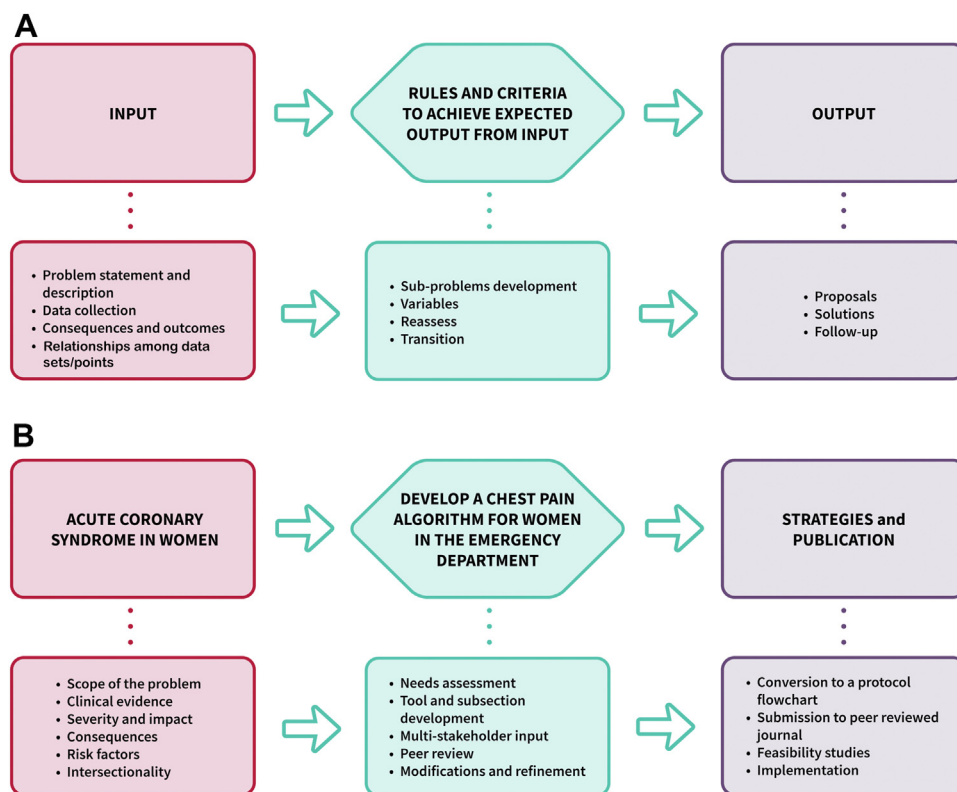 A
INPUT
RULES AND CRITERIA
TO ACHIEVE EXPECTED
OUTPUT FROM INPUT
OUTPUT
• Problem statement and
description
• Data collection
• Consequences and outcomes
• Relationships among data
sets/points
• Sub-problems development
• Variables
• Reassess
• Transition
• Proposals
• Solutions
• Follow-up
B
ACUTE CORONARY
SYNDROME IN WOMEN
DEVELOP A CHEST PAIN
ALGORITHM FOR WOMEN
IN THE EMERGENCY
DEPARTMENT
STRATEGIES and
PUBLICATION
• Scope of the problem
• Clinical evidence
• Severity and impact
• Consequences
• Risk factors
• Intersectionality
• Needs assessment
• Tool and subsection
development
• Multi-stakeholder input
• Peer review
• Modifications and refinement
• Conversion to a protocol
flowchart
• Submission to peer reviewed
journal
• Feasibility studies
• Implementation